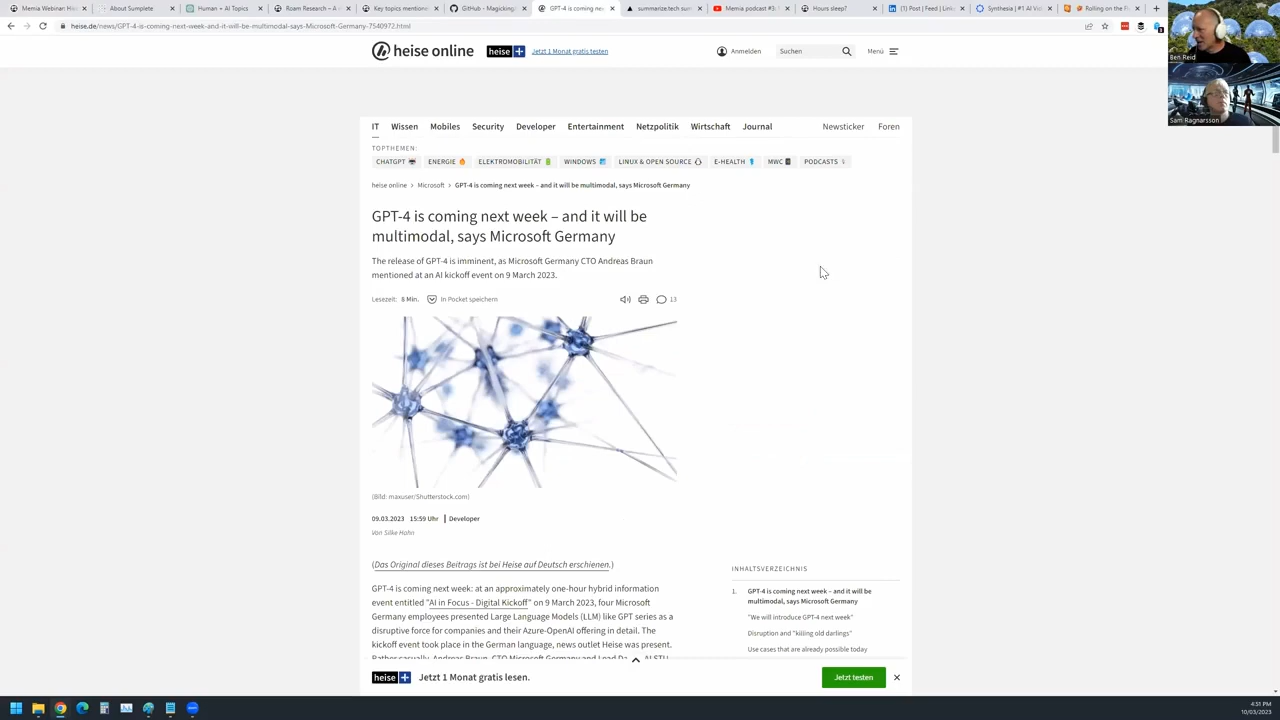 Memia Webinar: Hi
About Sumplete
Human + AI Topics
Roam Research – A
Key topics mentione
GitHub - Magicking
GPT-4 is coming nex
summarize.tech sum
Memia podcast #3:
Hours sleep?
(1) Post | Feed | Linke
Synthesia | #1 AI Vid
Rolling on the R
heise.de/news/GPT-4-is-coming-next-week-and-it-will-be-multimodal-says-Microsoft-Germany-7540972.html
Ben Reid
Sam Ragnarsson
heise online
heise +
Jetzt 1 Monat gratis testen
Anmelden
Suchen
Menü
IT Wissen Mobiles Security Developer Entertainment Netzpolitik Wirtschaft Journal Newsticker Foren
TOPTHEMEN:
CHATGPT ENERGIE ELEKTROMOBILITÄT WINDOWS LINUX & OPEN SOURCE E-HEALTH MWC PODCASTS
heise online > Microsoft > GPT-4 is coming next week – and it will be multimodal, says Microsoft Germany
GPT-4 is coming next week – and it will be
multimodal, says Microsoft Germany
The release of GPT-4 is imminent, as Microsoft Germany CTO Andreas Braun
mentioned at an AI kickoff event on 9 March 2023.
Lesezeit: 8 Min. In Pocket speichern 13
(Bild: maxuser/Shutterstock.com)
09.03.2023 15:59 Uhr | Developer
Von Silke Hahn
(Das Original dieses Beitrags ist bei Heise auf Deutsch erschienen.)
GPT-4 is coming next week: at an approximately one-hour hybrid information
event entitled "AI in Focus - Digital Kickoff" on 9 March 2023, four Microsoft
Germany employees presented Large Language Models (LLM) like GPT series as a
disruptive force for companies and their Azure-OpenAI offering in detail. The
kickoff event took place in the German language, news outlet Heise was present.
Rather casually, Andreas Braun, CTO Microsoft Germany and Lead Da
INHALTSVERZEICHNIS
1. GPT-4 is coming next week – and it will be
multimodal, says Microsoft Germany
"We will introduce GPT-4 next week"
Disruption and "killing old darlings"
Use cases that are already possible today
heise + Jetzt 1 Monat gratis lesen.
Jetzt testen
4:51 PM
10/03/2023